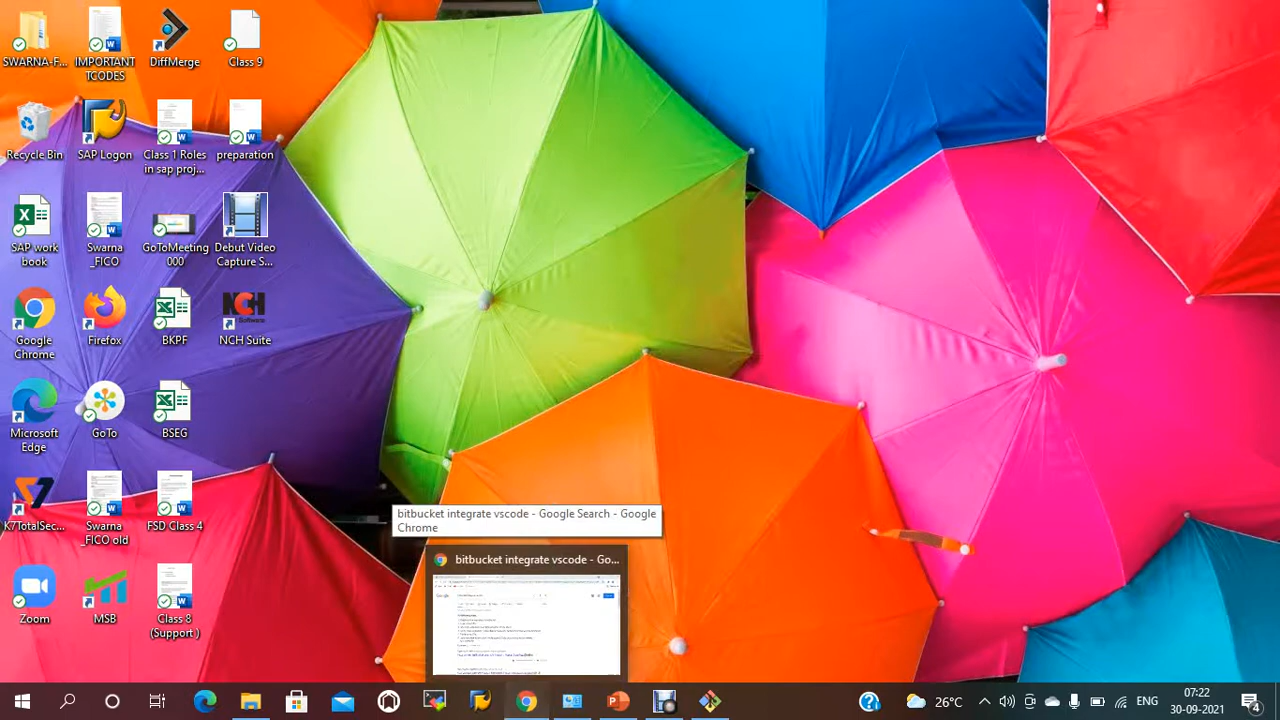 SWARNA-F...
IMPORTANT
TCODES
DiffMerge
Class 9
Recycle Bin
SAP Logon
Class 1 Roles
in sap proj...
preparation
SAP work
book
Swarna
_FICO
GoToMeeting
000
Debut Video
Capture S...
Google
Chrome
Firefox
BKPF
NCH
Software
NCH Suite
Microsoft
Edge
GoTo
BSEG
K7TotalSec...
Swarna
_FICO old
FSD Class 4
Zoom
MSB
Class 8
(Support ...
bitbucket integrate vscode - Google Search - Google
Chrome
bitbucket integrate vscode - Go...
26°C
ENG
07:22
30-09-2021
4